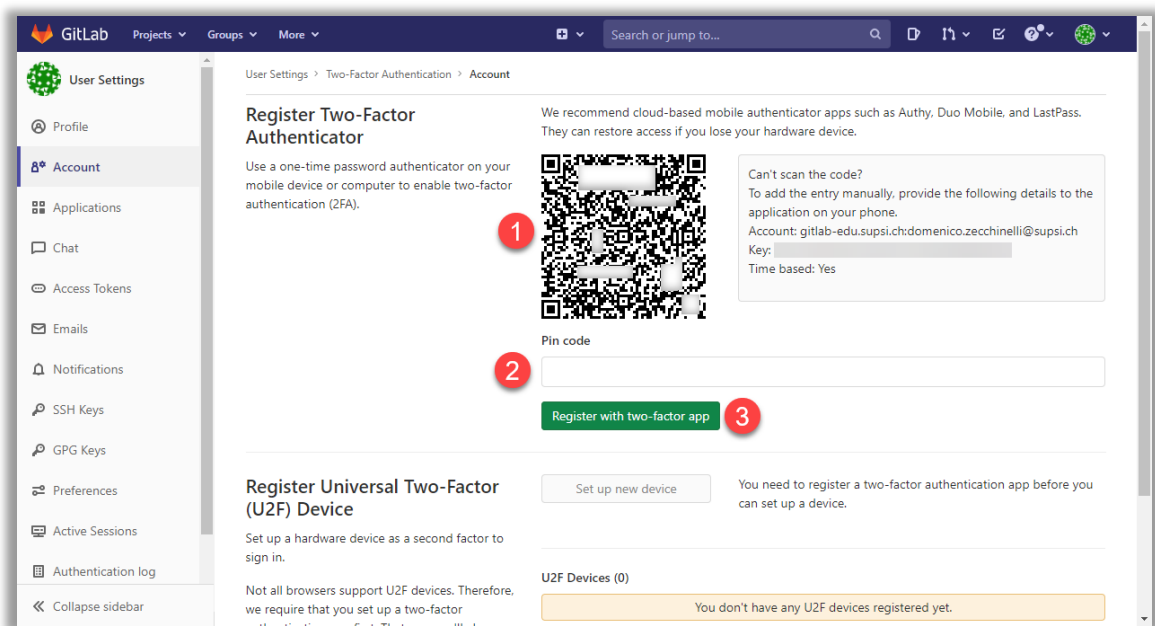 GitLab Projects Groups More Search or jump to...
User Settings
Profile
Account
Applications
Chat
Access Tokens
Emails
Notifications
SSH Keys
GPG Keys
Preferences
Active Sessions
Authentication log
Collapse sidebar
User Settings > Two-Factor Authentication > Account
Register Two-Factor
Authenticator
Use a one-time password authenticator on your
mobile device or computer to enable two-factor
authentication (2FA).
We recommend cloud-based mobile authenticator apps such as Authy, Duo Mobile, and LastPass.
They can restore access if you lose your hardware device.
1
Can't scan the code?
To add the entry manually, provide the following details to the
application on your phone.
Account: gitlab-edu.supsi.ch:domenico.zecchinelli@supsi.ch
Key:
Time based: Yes
Pin code
2
Register with two-factor app 3
Register Universal Two-Factor
(U2F) Device
Set up a hardware device as a second factor to
sign in.
Not all browsers support U2F devices. Therefore,
we require that you set up a two-factor
Set up new device
You need to register a two-factor authentication app before you
can set up a device.
U2F Devices (0)
You don't have any U2F devices registered yet.